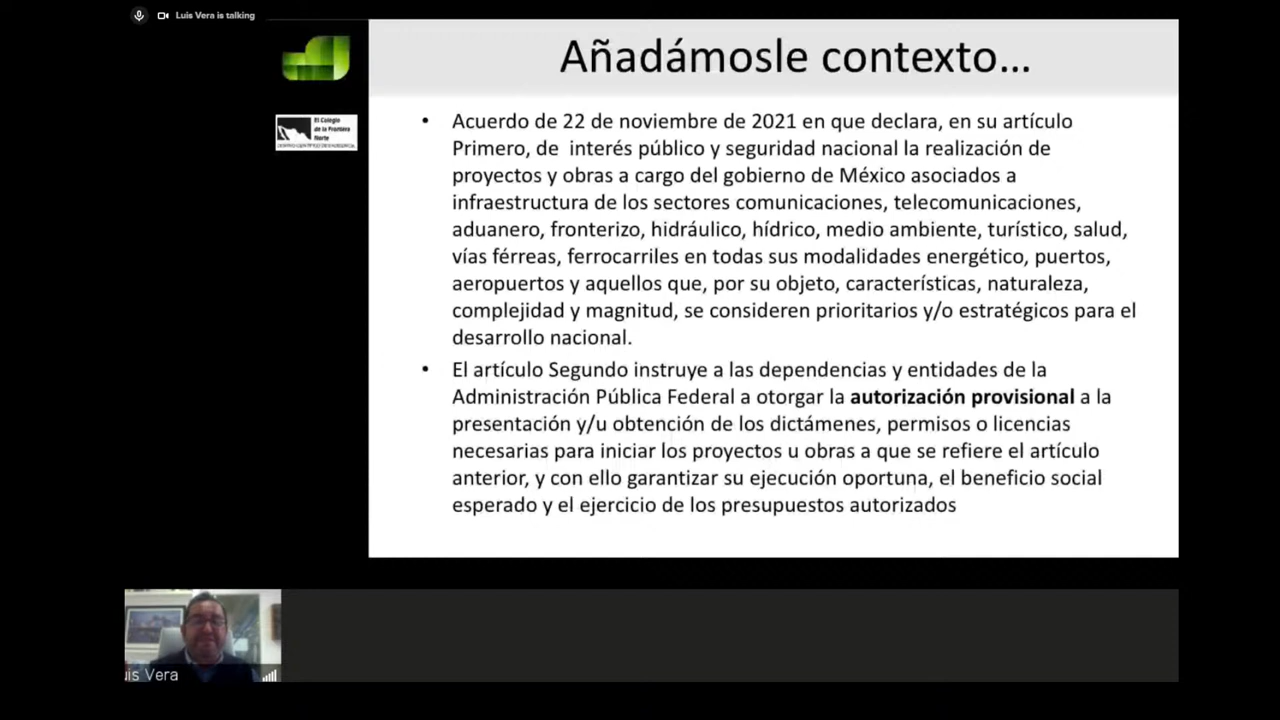 Luis Vera is talking
Añadámosle contexto...
El Colegio
de la Frontera
Norte
• Acuerdo de 22 de noviembre de 2021 en que declara, en su artículo
Primero, de interés público y seguridad nacional la realización de
proyectos y obras a cargo del gobierno de México asociados a
infraestructura de los sectores comunicaciones, telecomunicaciones,
aduanero, fronterizo, hidráulico, hídrico, medio ambiente, turístico, salud,
vías férreas, ferrocarriles en todas sus modalidades energético, puertos,
aeropuertos y aquellos que, por su objeto, características, naturaleza,
complejidad y magnitud, se consideren prioritarios y/o estratégicos para el
desarrollo nacional.
• El artículo Segundo instruye a las dependencias y entidades de la
Administración Pública Federal a otorgar la autorización provisional a la
presentación y/u obtención de los dictámenes, permisos o licencias
necesarias para iniciar los proyectos u obras a que se refiere el artículo
anterior, y con ello garantizar su ejecución oportuna, el beneficio social
esperado y el ejercicio de los presupuestos autorizados
uis Vera